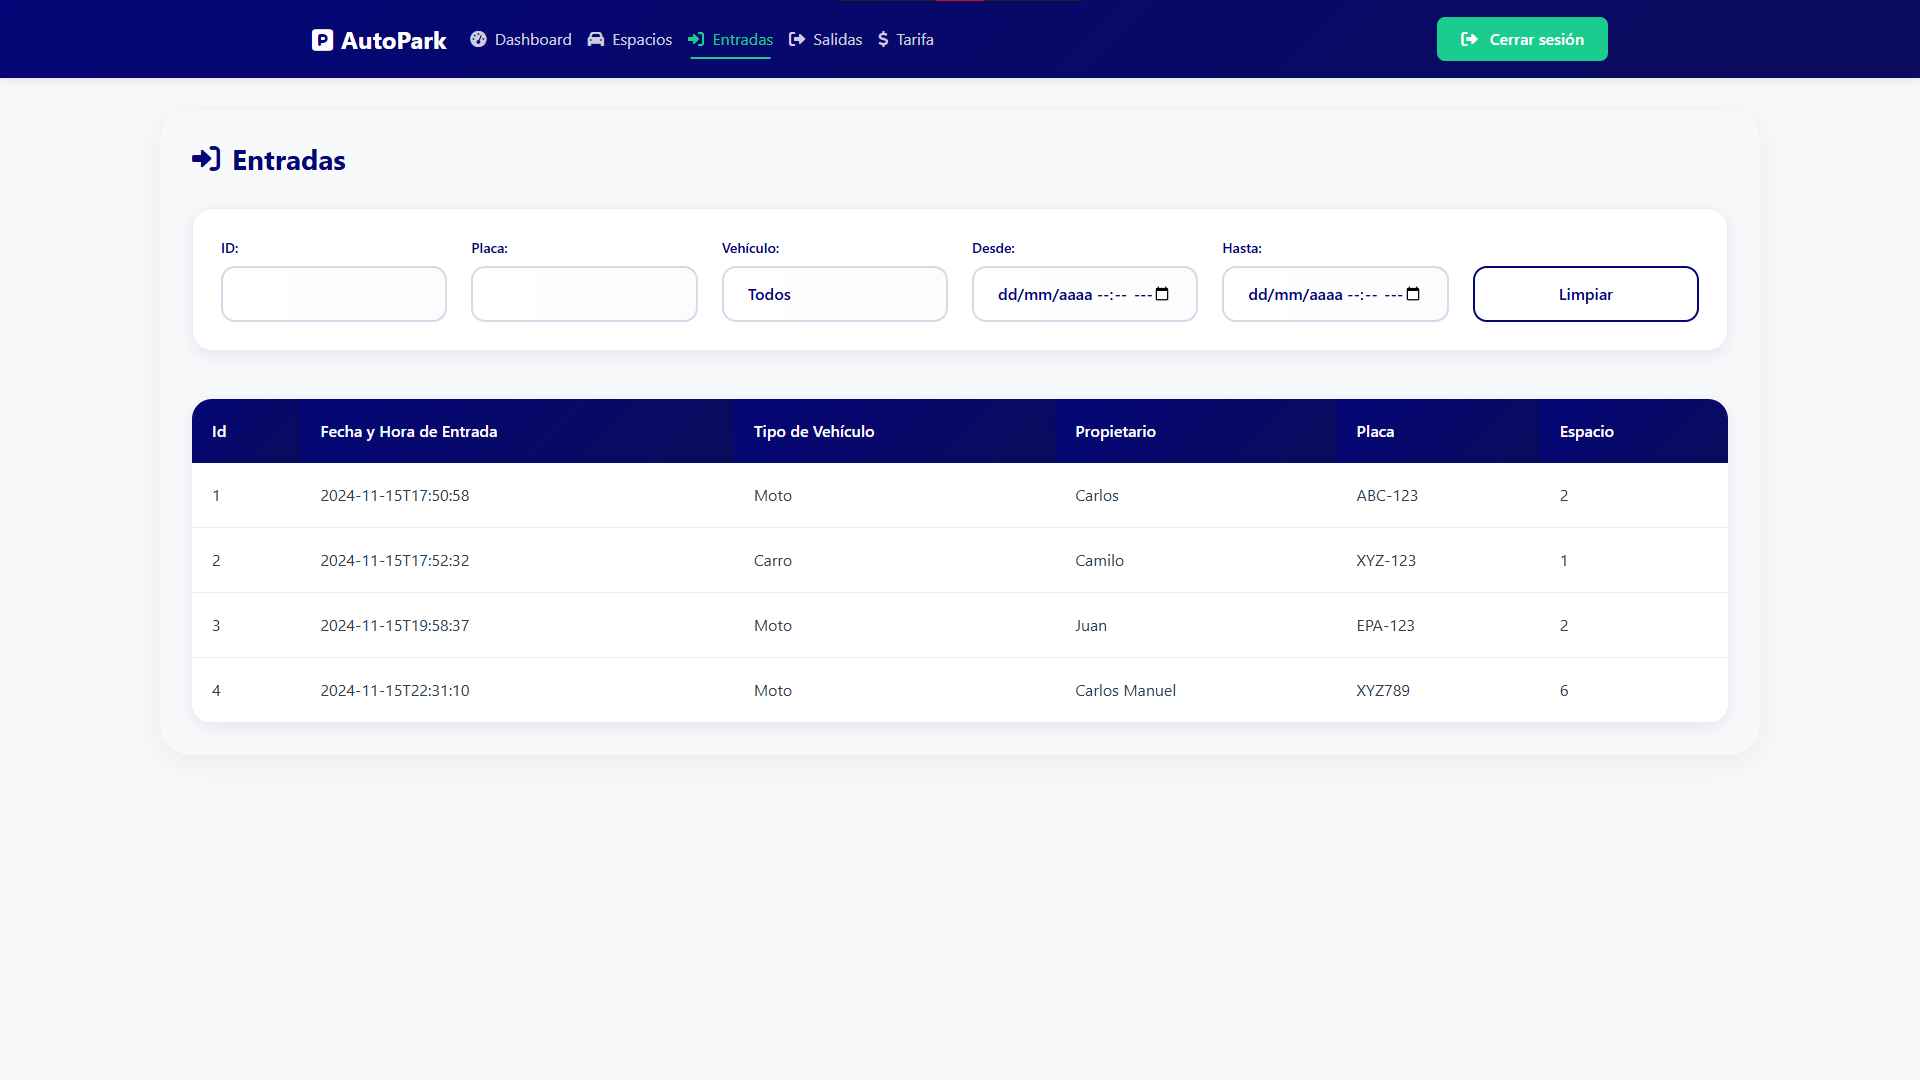 P AutoPark Dashboard Espacios Entradas Salidas $ Tarifa Cerrar sesión
Entradas
ID: Placa: Vehículo: Desde: Hasta:
Todos dd/mm/aaaa --:-- --- dd/mm/aaaa --:-- --- Limpiar
Id Fecha y Hora de Entrada Tipo de Vehículo Propietario Placa Espacio
1 2024-11-15T17:50:58 Moto Carlos ABC-123 2
2 2024-11-15T17:52:32 Carro Camilo XYZ-123 1
3 2024-11-15T19:58:37 Moto Juan EPA-123 2
4 2024-11-15T22:31:10 Moto Carlos Manuel XYZ789 6